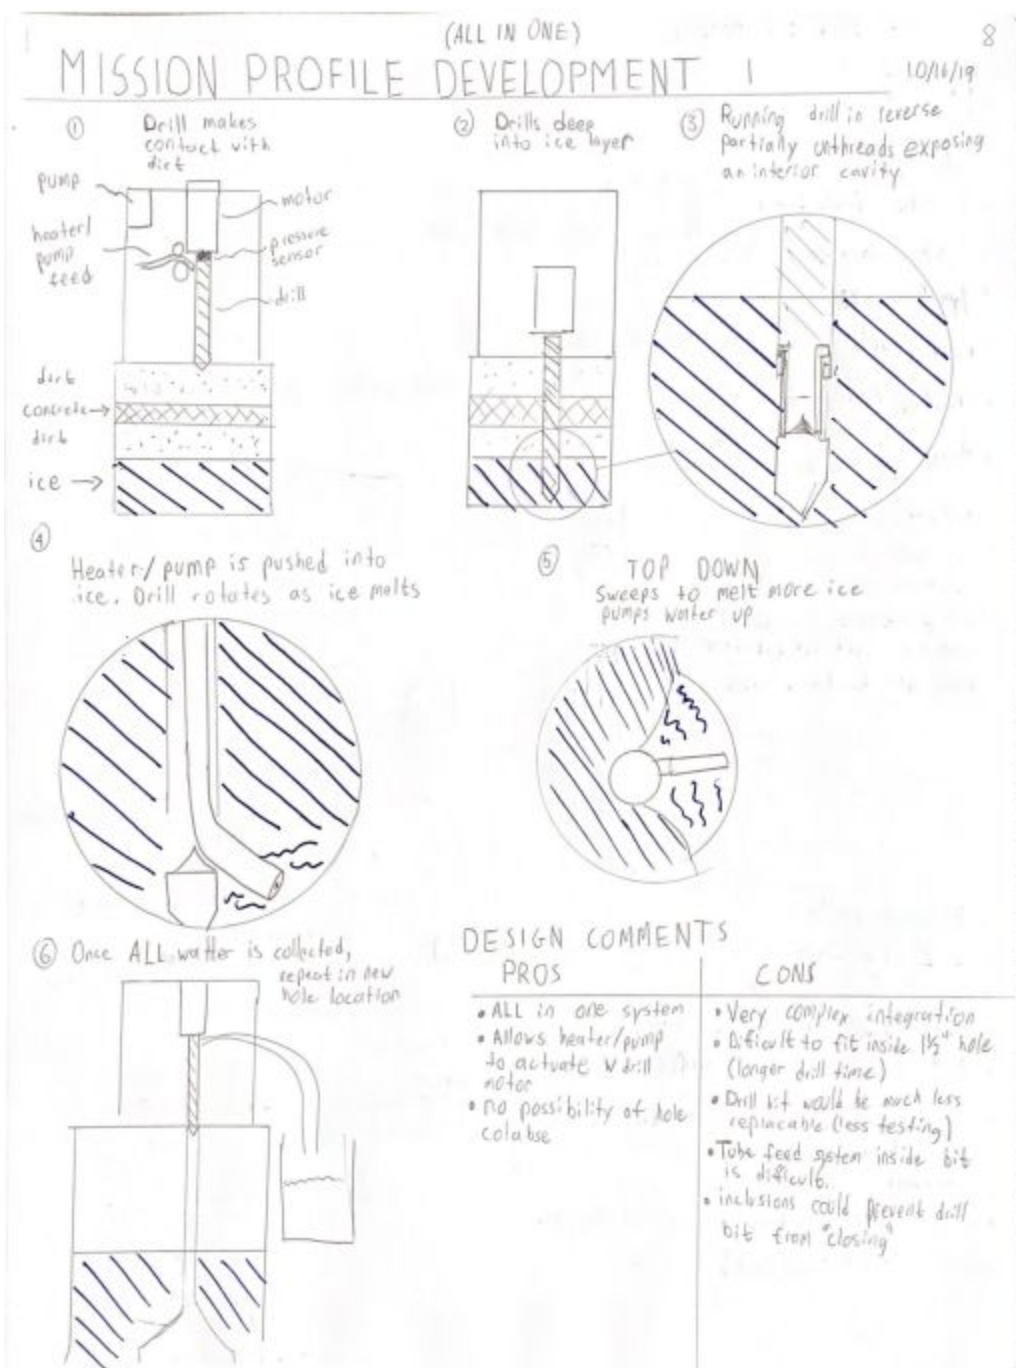 (ALL IN ONE)
8
MISSION PROFILE DEVELOPMENT 1
10/16/19
① Drill makes
contact with
dirt
pump
heater/
pump
feed
motor
pressure
sensor
drill
dirt
concrete→
dirt
ice →
② Drills deep
into ice layer
③ Running drill in reverse
partially unthreads exposing
an interior cavity
④
Heater/pump is pushed into
ice. Drill rotates as ice melts
⑤
TOP DOWN
Sweeps to melt more ice
pumps water up
⑥ Once ALL watter is collected,
repeat in new
hole location
DESIGN COMMENTS
PROS
• ALL in one system
• Allows heater/pump
to actuate w drill
motor
• no possibility of hole
colabse
CONS
• Very complex integration
• Dificult to fit inside 1½" hole
(longer drill time)
• Drill bit would be much less
replacable (less testing)
• Tube feed system inside bit
is difficult.
• inclusions could prevent drill
bit from "closing"